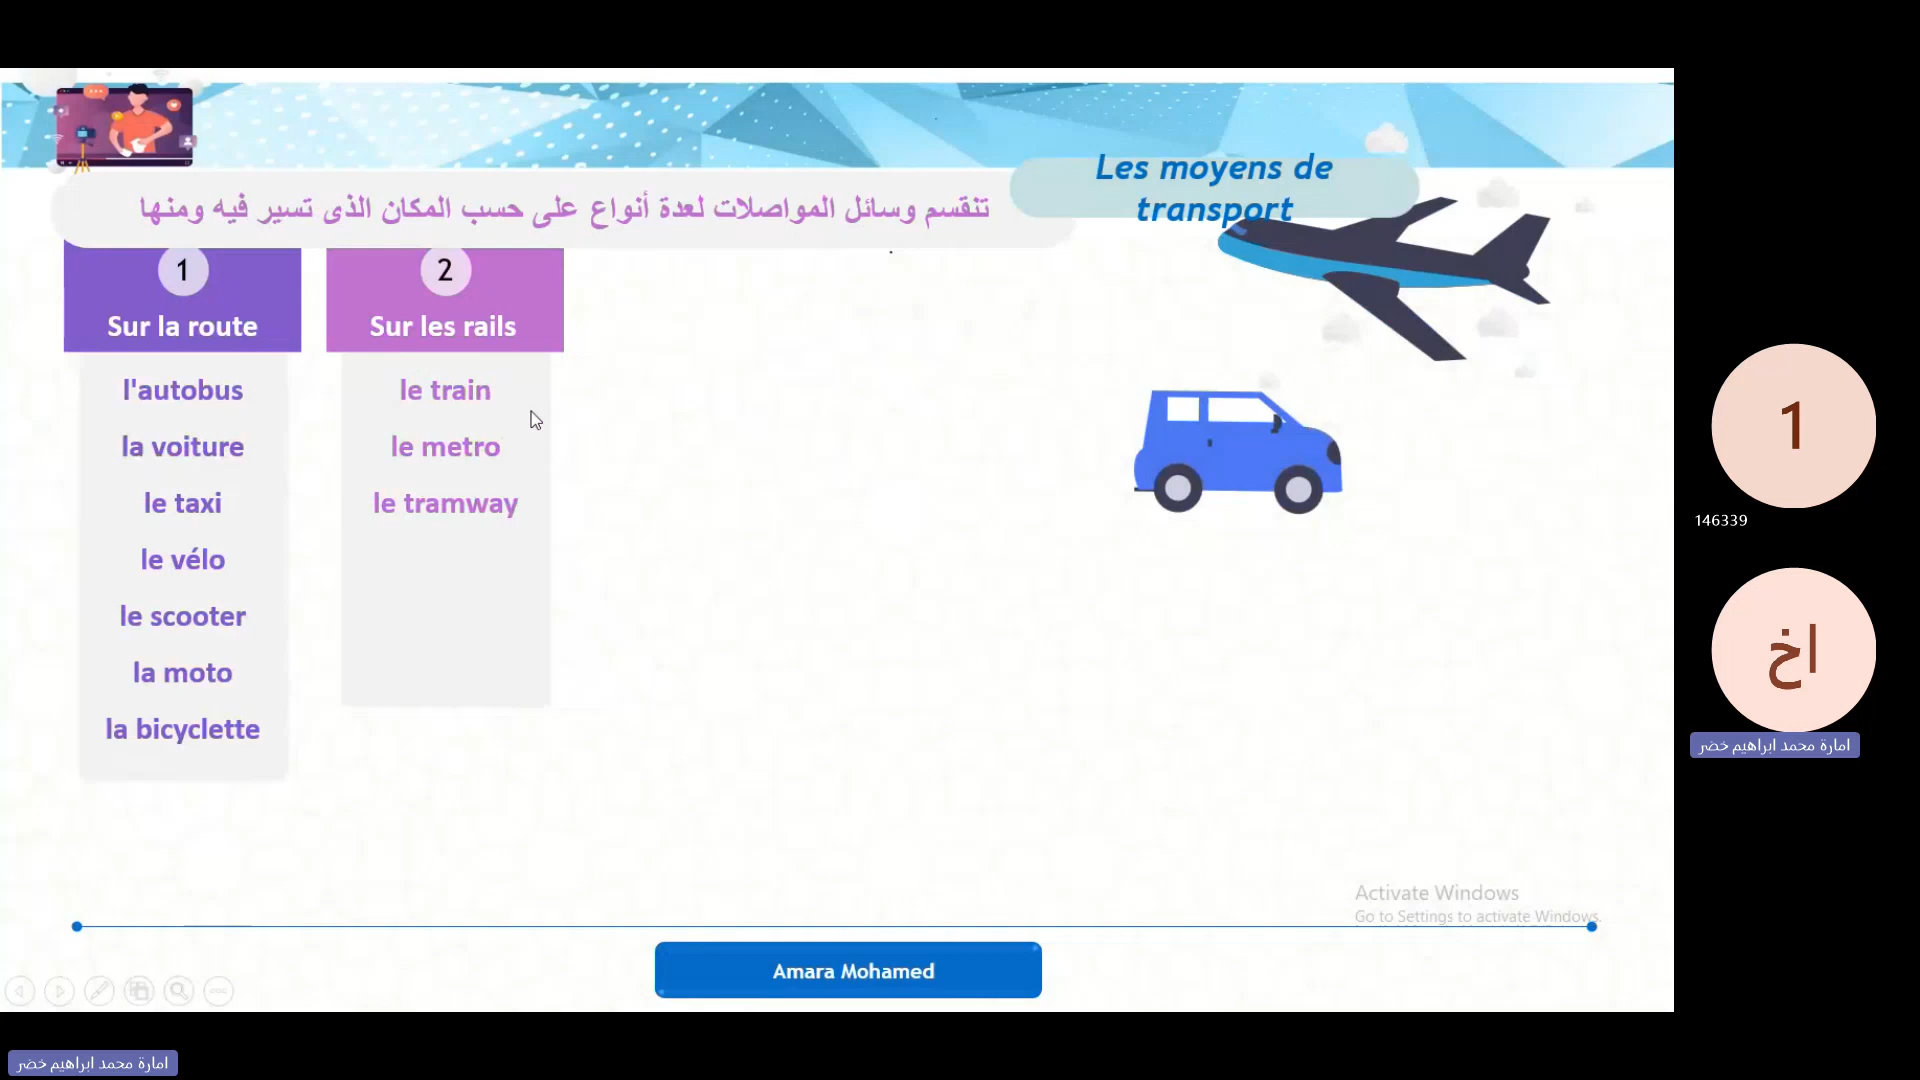 Les moyens de
transport
تنقسم وسائل المواصلات لعدة أنواع على حسب المكان الذى تسير فيه ومنها
1
Sur la route
l'autobus
la voiture
le taxi
le vélo
le scooter
la moto
la bicyclette
2
Sur les rails
le train
le metro
le tramway
Activate Windows
Go to Settings to activate Windows.
Amara Mohamed
1
146339
اخ
امارة محمد ابراهيم خضر
امارة محمد ابراهيم خضر